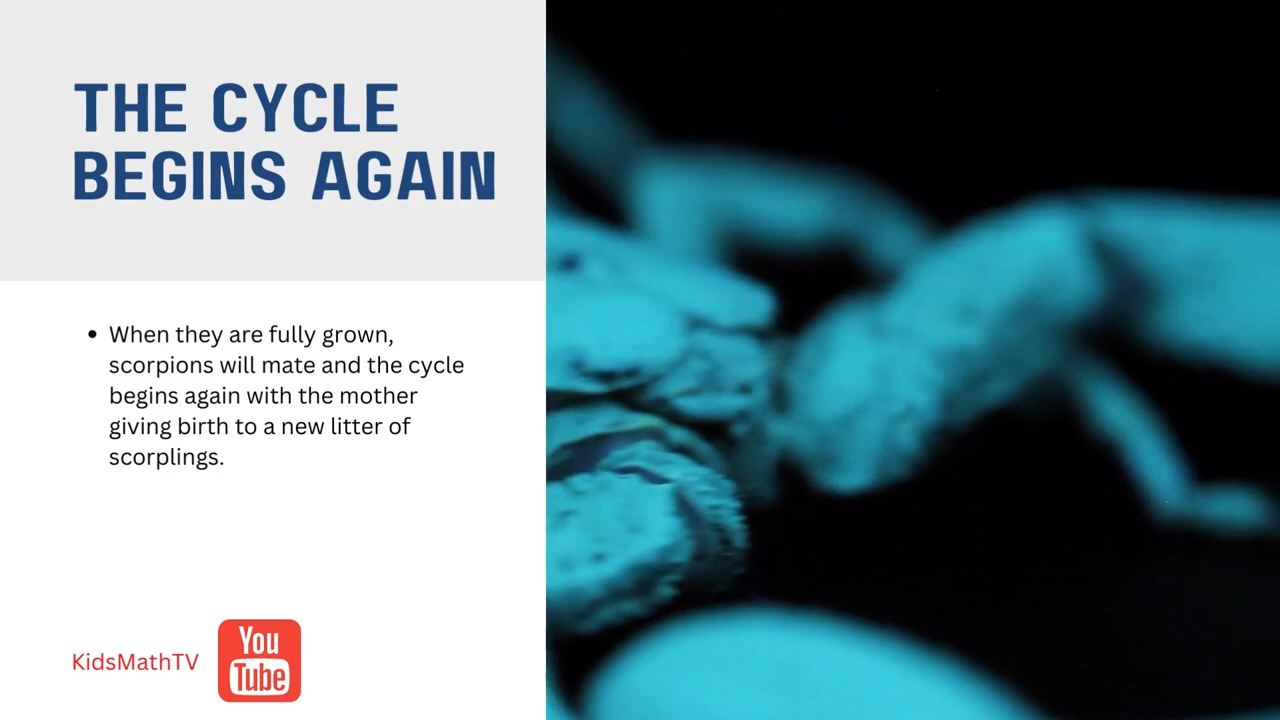 THE CYCLE
BEGINS AGAIN
• When they are fully grown,
scorpions will mate and the cycle
begins again with the mother
giving birth to a new litter of
scorplings.
KidsMathTV
You
Tube